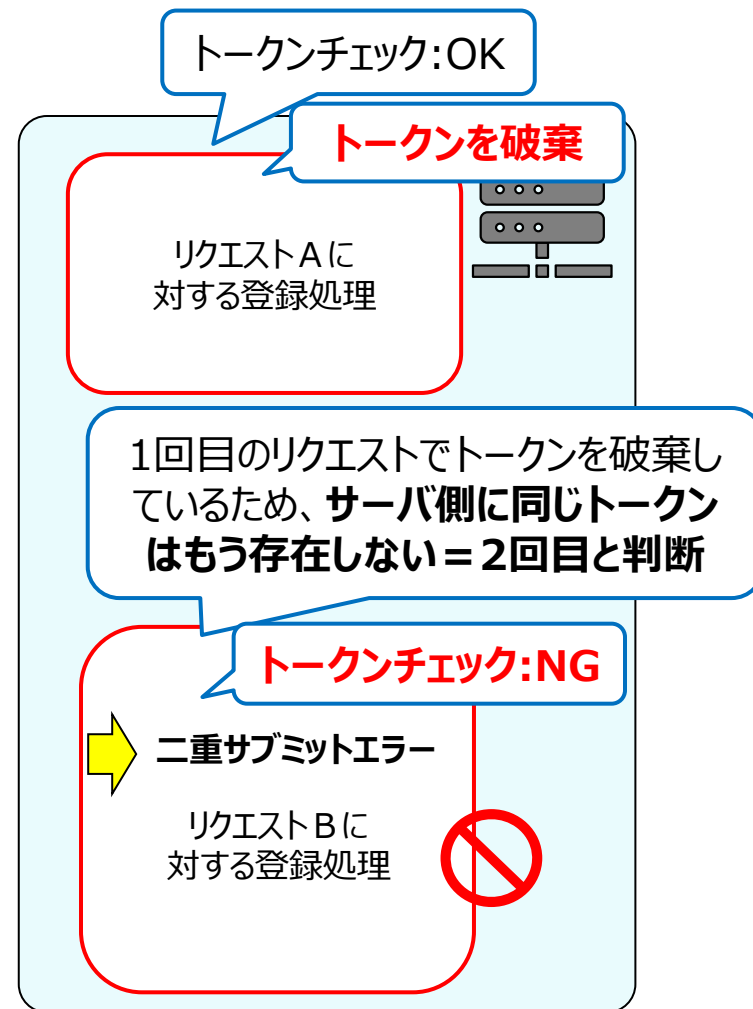 トークンチェック:OK
トークンを破棄
リクエストAに
対する登録処理
1回目のリクエストでトークンを破棄し
ているため、サーバ側に同じトークン
はもう存在しない=2回目と判断
トークンチェック:NG
二重サブミットエラー
リクエストBに
対する登録処理